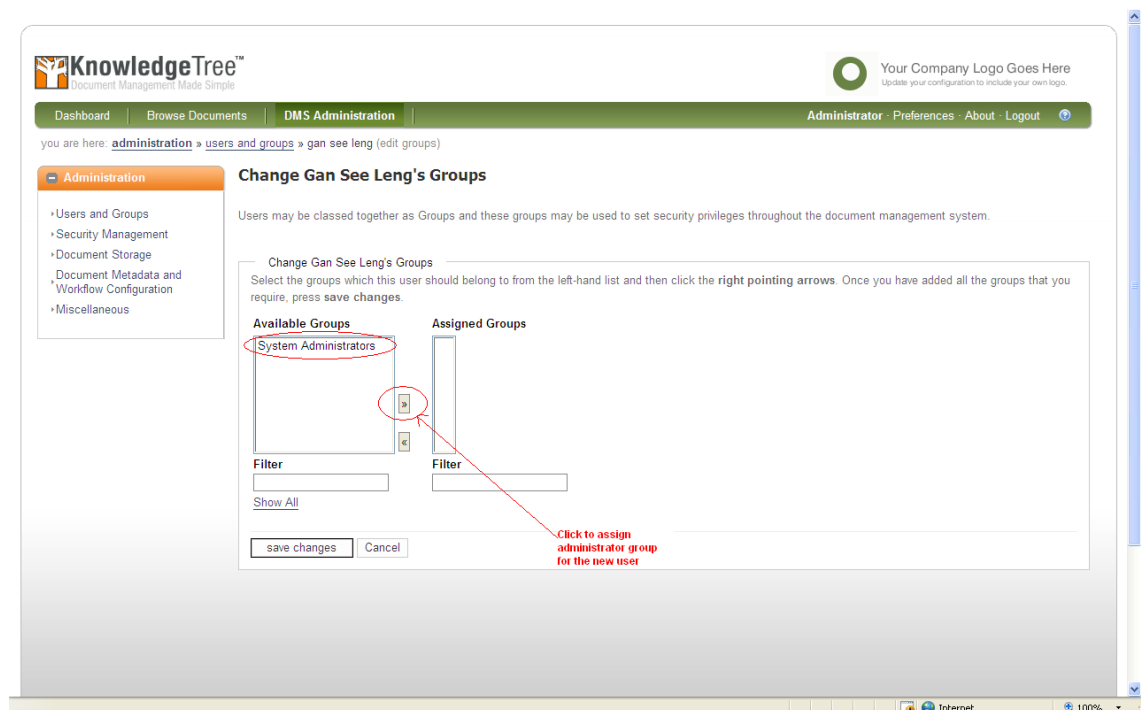 KnowledgeTree™
Document Management Made Simple
Your Company Logo Goes Here
Update your configuration to include your own logo.
Dashboard Browse Documents DMS Administration Administrator · Preferences · About · Logout ?
you are here: administration » users and groups » gan see leng (edit groups)
Administration
Users and Groups
Security Management
Document Storage
Document Metadata and
Workflow Configuration
Miscellaneous
Change Gan See Leng's Groups
Users may be classed together as Groups and these groups may be used to set security privileges throughout the document management system.
Change Gan See Leng's Groups
Select the groups which this user should belong to from the left-hand list and then click the right pointing arrows. Once you have added all the groups that you
require, press save changes.
Available Groups Assigned Groups
System Administrators
»
«
Filter Filter
Show All
Click to assign
administrator group
for the new user
save changes Cancel
Internet 100%